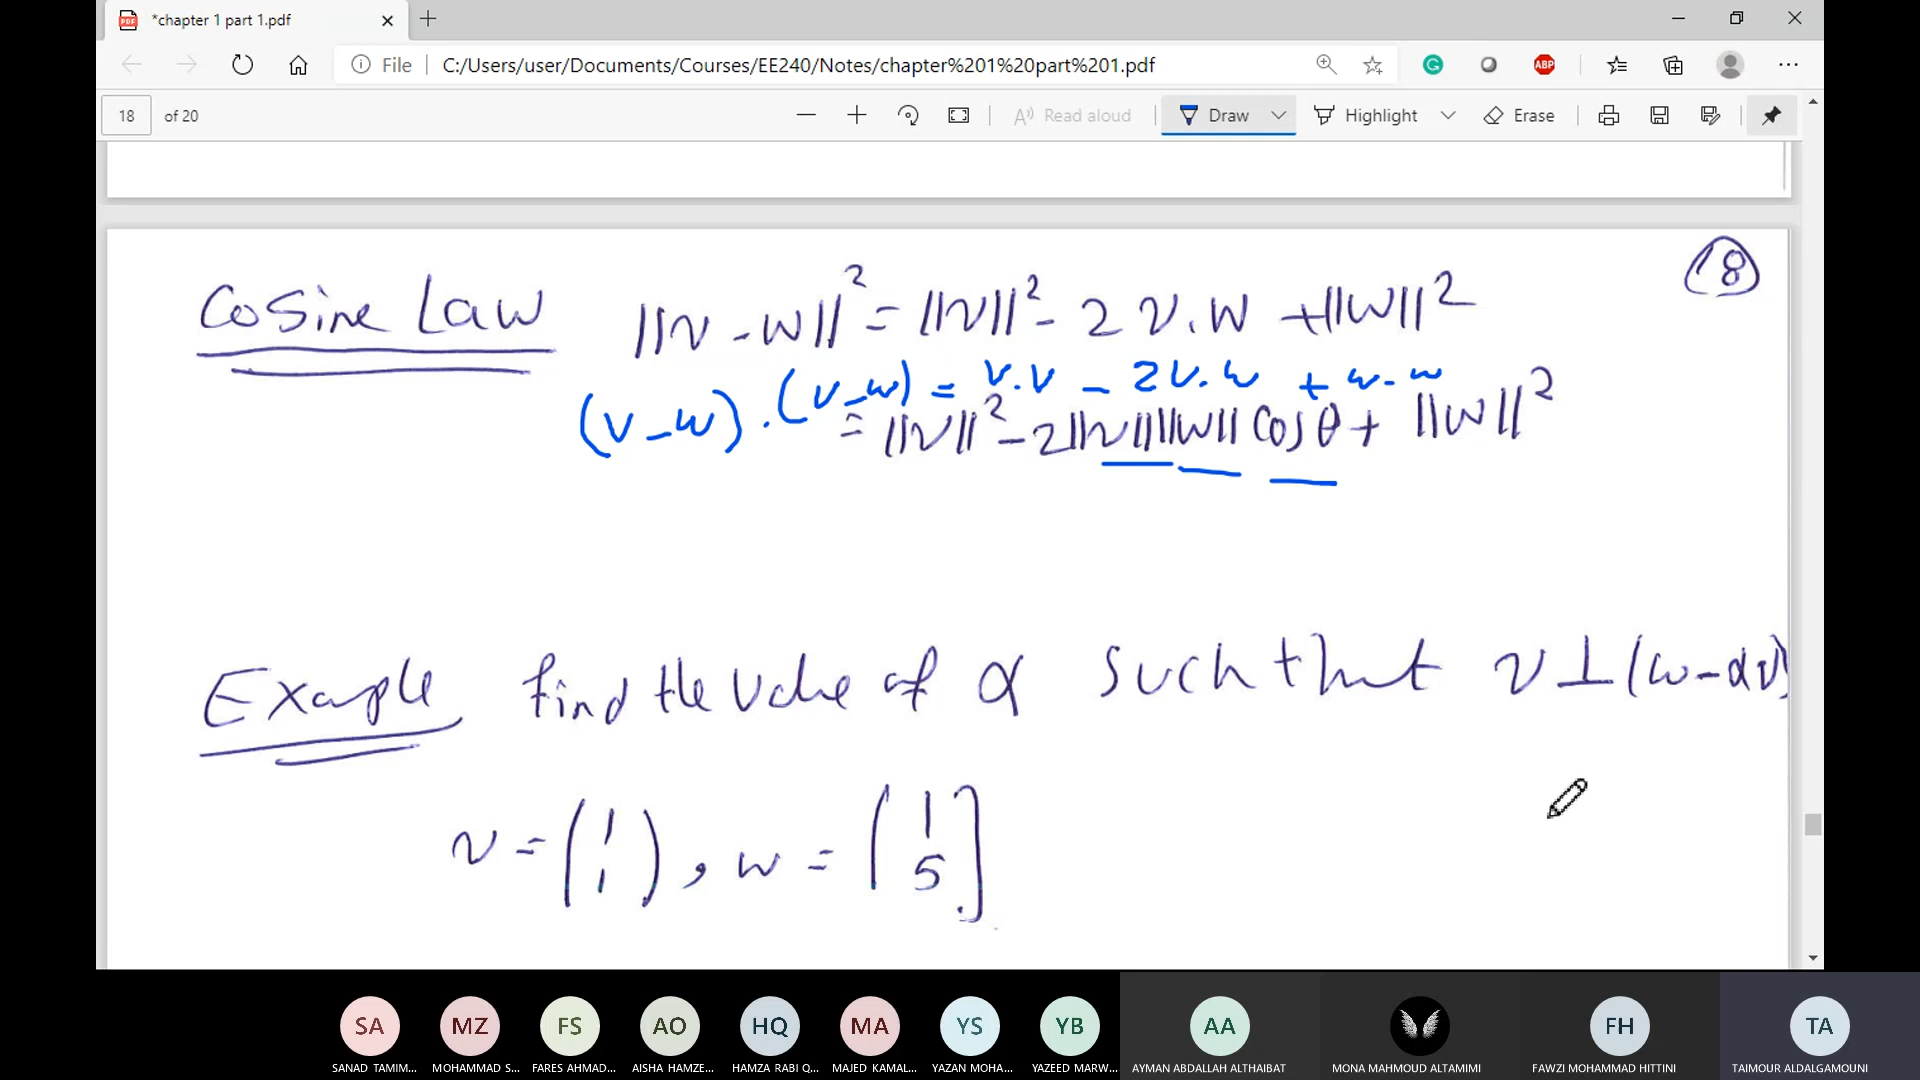 *chapter 1 part 1.pdf
File | C:/Users/user/Documents/Courses/EE240/Notes/chapter%201%20part%201.pdf
ABP
18 of 20
Read aloud
Draw
Highlight
Erase
18
Cosine Law ||v - w||² = ||v||² - 2 v.w + ||w||²
(v - w) . (v - w) = v.v - 2v.w + w.w
= ||v||² - 2||v|| ||w|| cos θ + ||w||²
Example find the value of α such that v ⊥ (w - αv)
v = (1 1), w = [1 5]
SA MZ FS AO HQ MA YS YB AA FH TA
SANAD TAMIM... MOHAMMAD S... FARES AHMAD... AISHA HAMZE... HAMZA RABI Q... MAJED KAMAL... YAZAN MOHA... YAZEED MARW... AYMAN ABDALLAH ALTHAIBAT MONA MAHMOUD ALTAMIMI FAWZI MOHAMMAD HITTINI TAIMOUR ALDALGAMOUNI